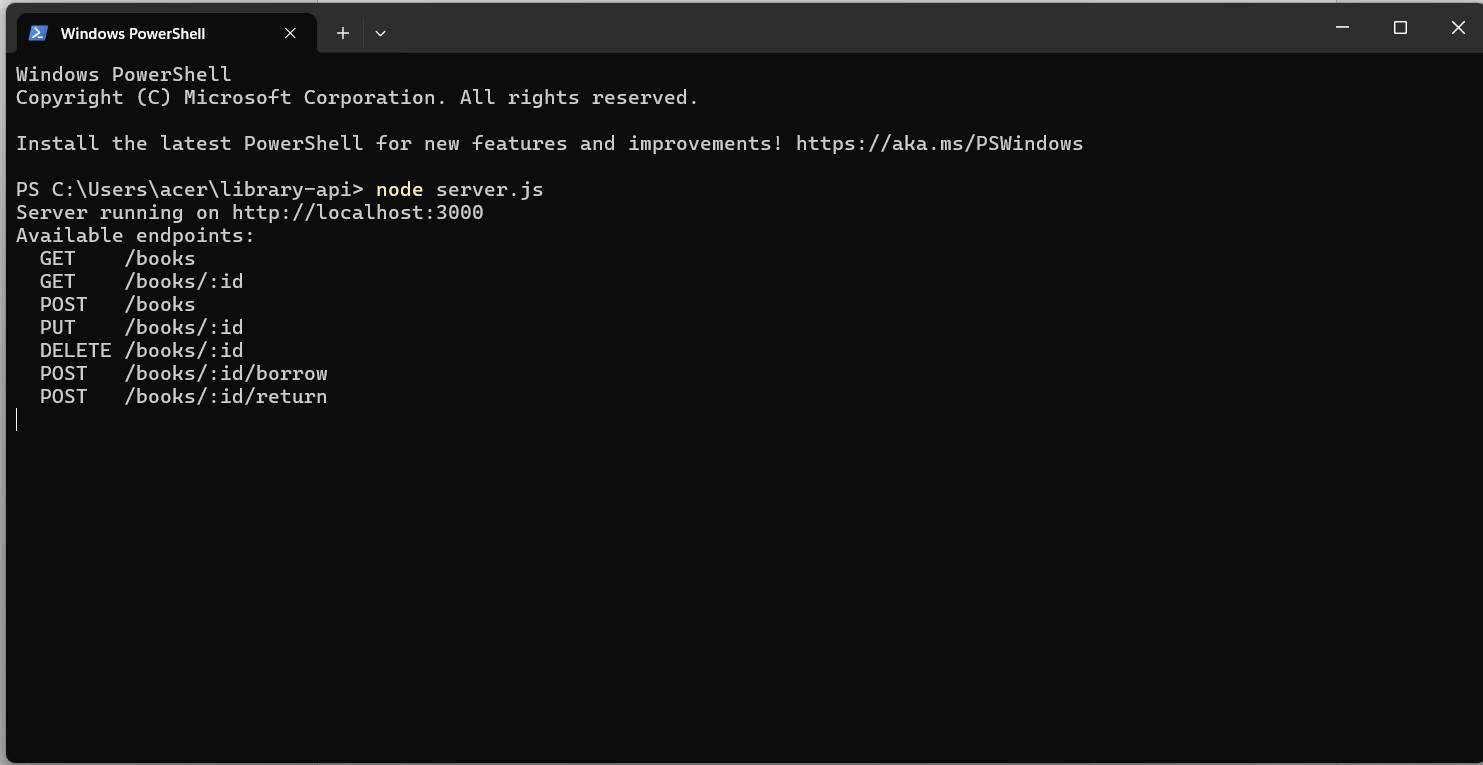 Windows PowerShell
Windows PowerShell
Copyright (C) Microsoft Corporation. All rights reserved.
Install the latest PowerShell for new features and improvements! https://aka.ms/PSWindows
PS C:\Users\acer\library-api> node server.js
Server running on http://localhost:3000
Available endpoints:
  GET    /books
  GET    /books/:id
  POST   /books
  PUT    /books/:id
  DELETE /books/:id
  POST   /books/:id/borrow
  POST   /books/:id/return